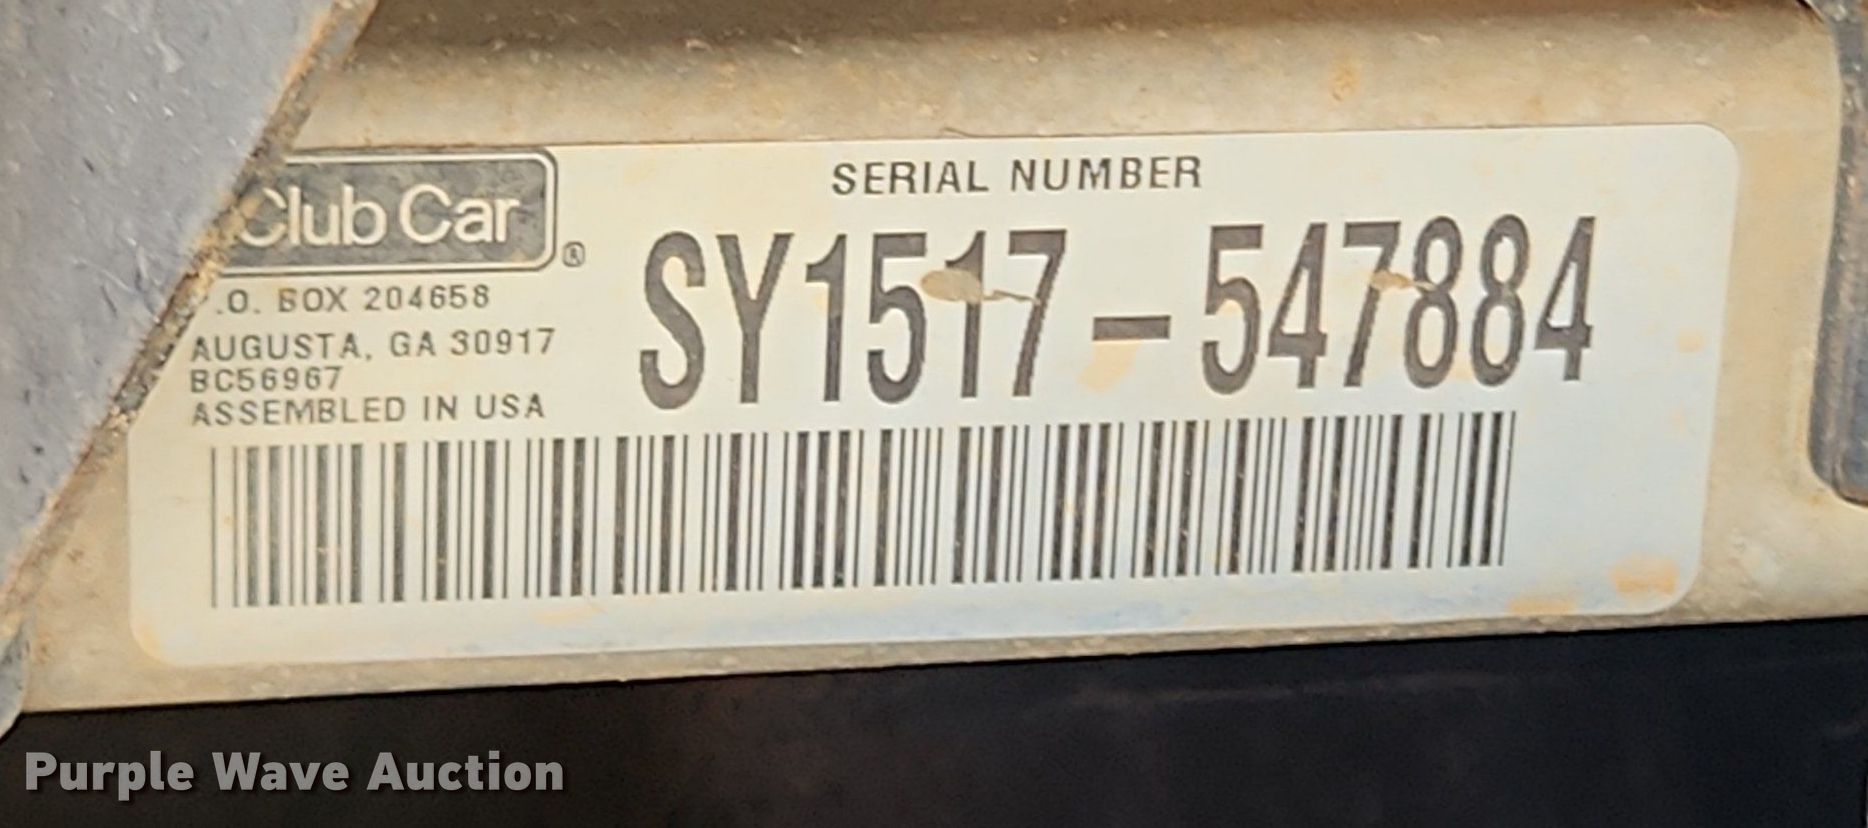 Club Car
®
SERIAL NUMBER
SY1517-547884
.O. BOX 204658
AUGUSTA, GA 30917
BC56967
ASSEMBLED IN USA
Purple Wave Auction